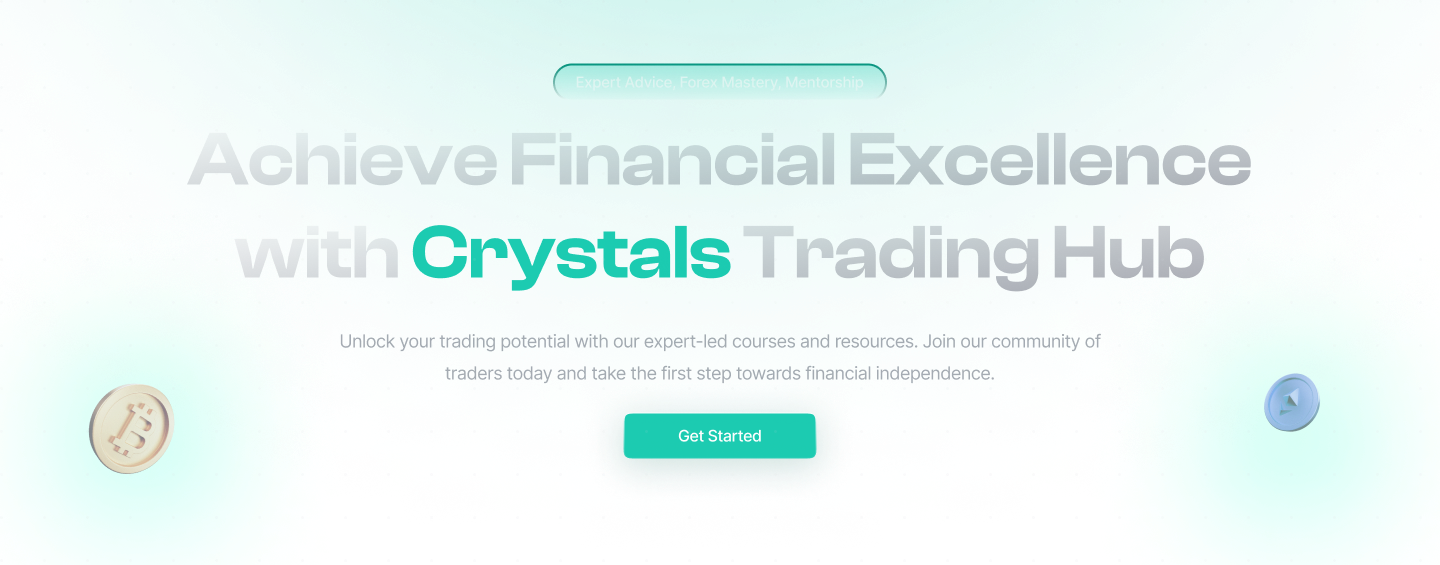 Expert Advice, Forex Mastery, Mentorship
Achieve Financial Excellence
with Crystals Trading Hub
Unlock your trading potential with our expert-led courses and resources. Join our community of
traders today and take the first step towards financial independence.
Get Started